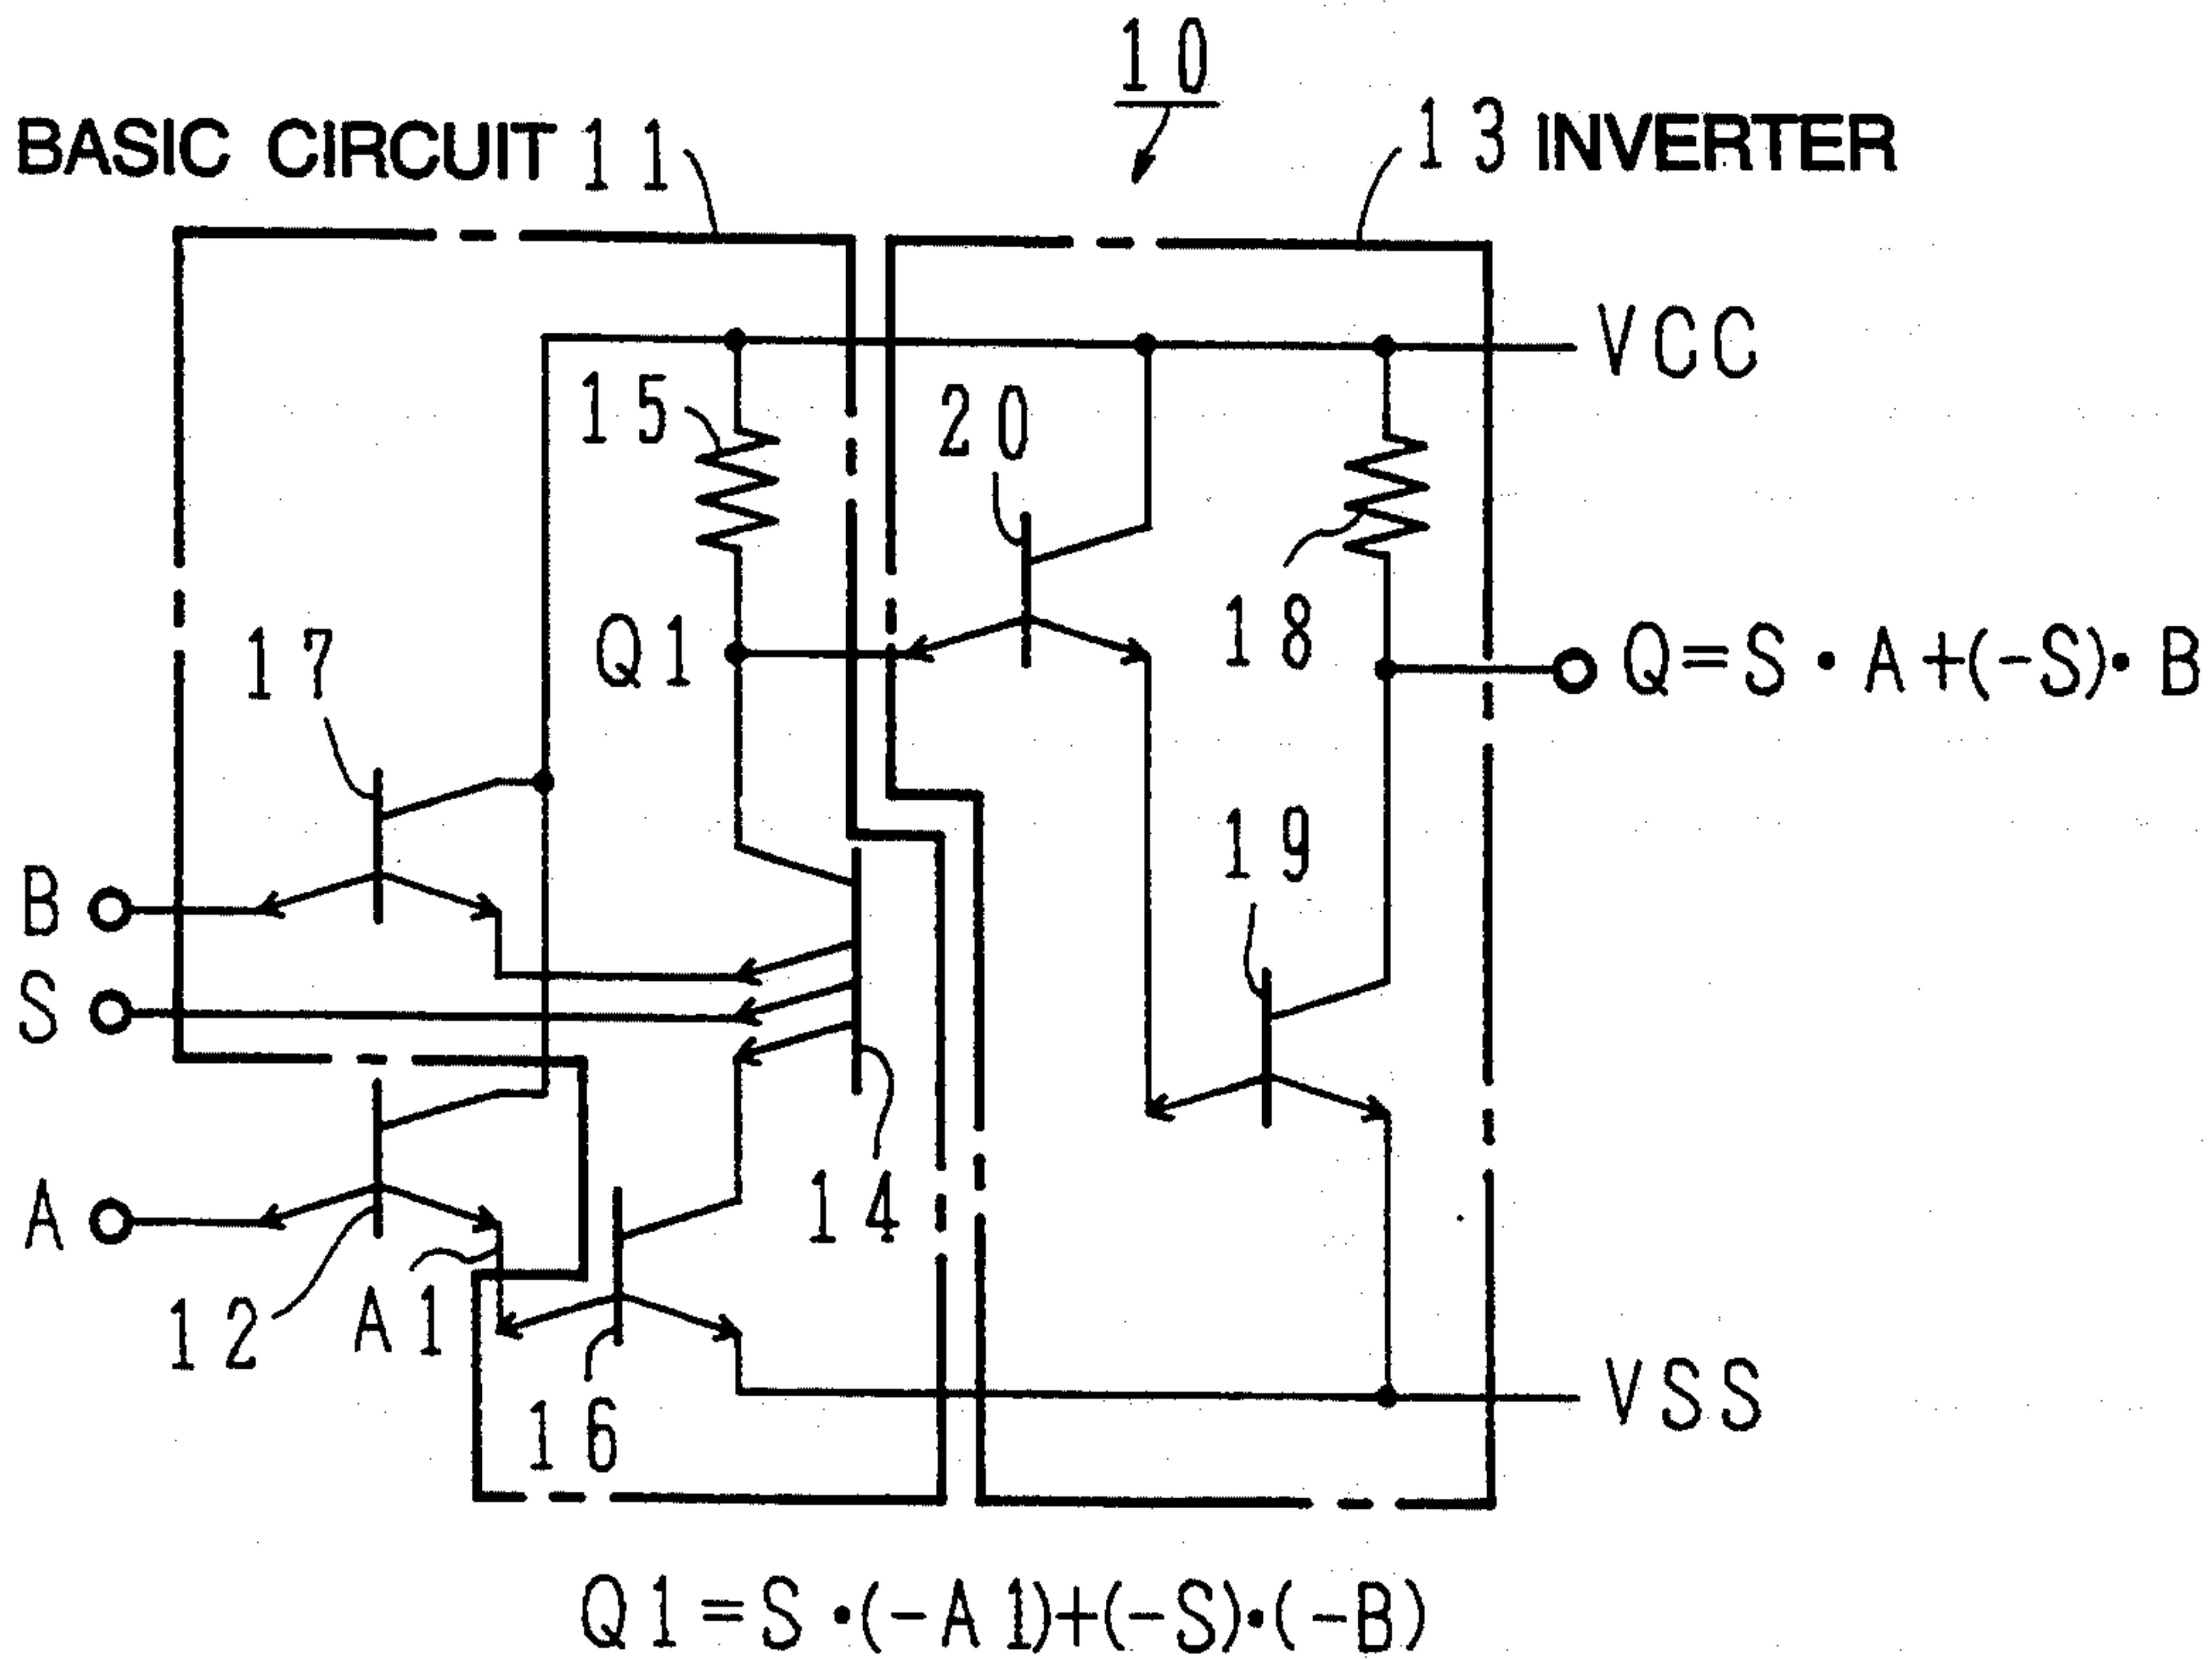 10
BASIC CIRCUIT 11
13 INVERTER
VCC
15
20
17
Q1
18
Q=S・A+(-S)・B
19
B
S
A
14
12
A1
16
VSS
Q1=S・(-A1)+(-S)・(-B)